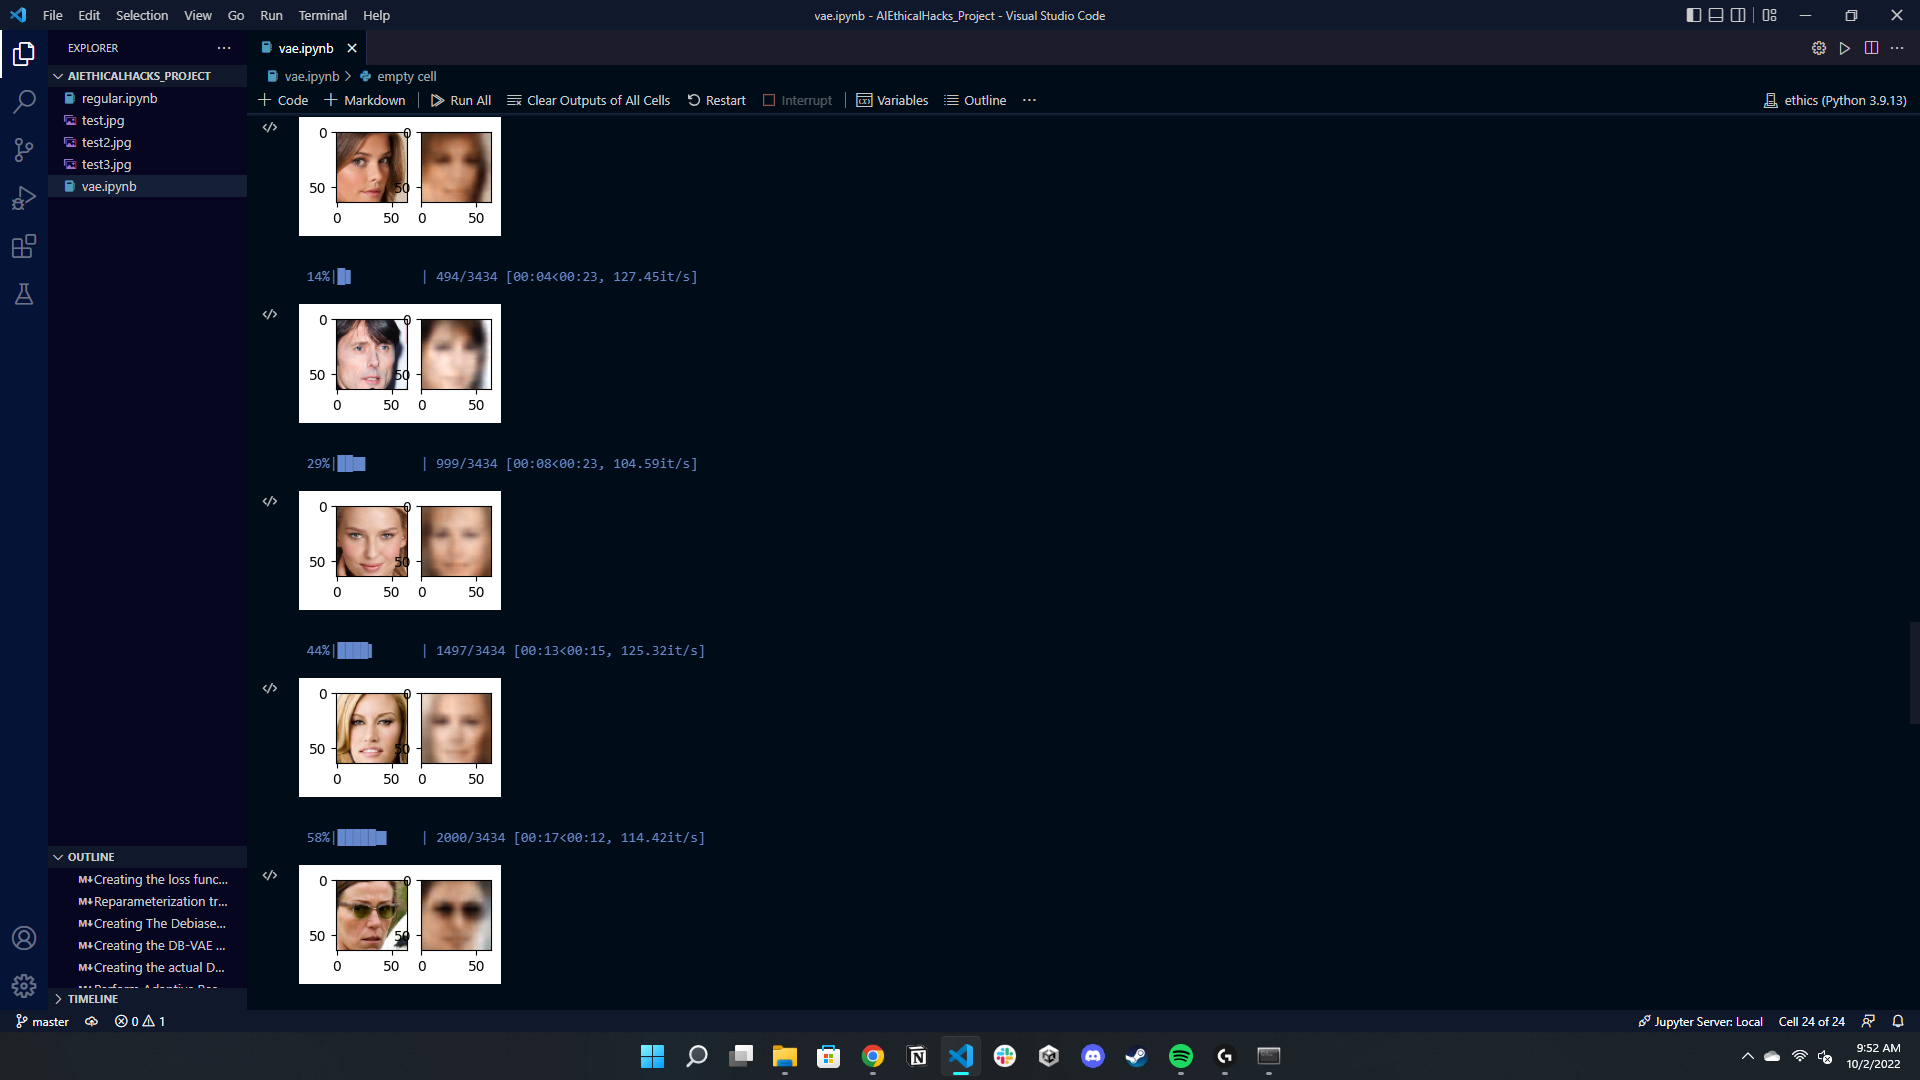 File Edit Selection View Go Run Terminal Help
vae.ipynb - AIEthicalHacks_Project - Visual Studio Code
EXPLORER
AIETHICALHACKS_PROJECT
regular.ipynb
test.jpg
test2.jpg
test3.jpg
vae.ipynb
OUTLINE
M↓Creating the loss func...
M↓Reparameterization tr...
M↓Creating The Debiase...
M↓Creating the DB-VAE ...
M↓Creating the actual D...
TIMELINE
vae.ipynb
vae.ipynb > empty cell
+ Code + Markdown | Run All Clear Outputs of All Cells Restart Interrupt | Variables Outline ...
ethics (Python 3.9.13)
0 0
50 50
0 50 0 50
14%| | 494/3434 [00:04<00:23, 127.45it/s]
0 0
50 50
0 50 0 50
29%| | 999/3434 [00:08<00:23, 104.59it/s]
0 0
50 50
0 50 0 50
44%| | 1497/3434 [00:13<00:15, 125.32it/s]
0 0
50 50
0 50 0 50
58%| | 2000/3434 [00:17<00:12, 114.42it/s]
0 0
50 50
0 50 0 50
master 0 1
Jupyter Server: Local Cell 24 of 24
9:52 AM
10/2/2022